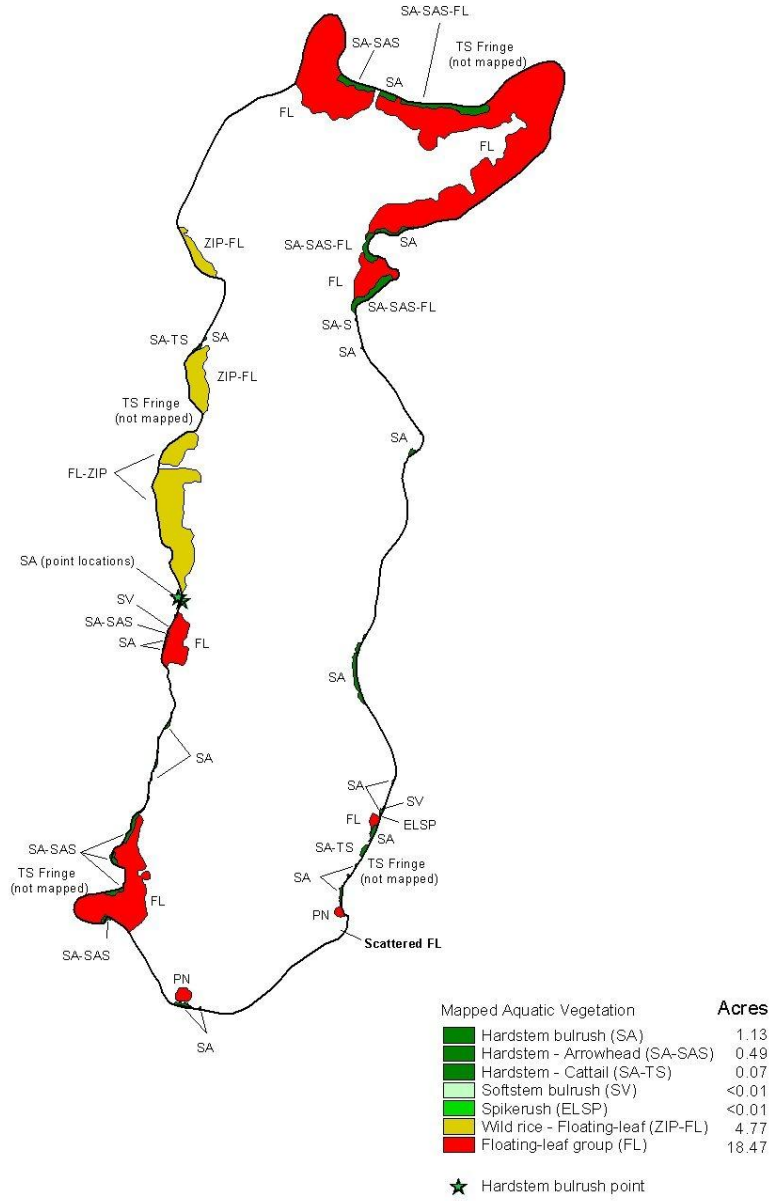 SA-SAS-FL
SA-SAS
TS Fringe
(not mapped)
SA
FL
FL
ZIP-FL
SA-SAS-FL
SA
FL
SA-SAS-FL
SA-S
SA-TS
SA
SA
ZIP-FL
TS Fringe
(not mapped)
SA
FL-ZIP
SA (point locations)
SV
SA-SAS
SA
FL
SA
SA
SA
SV
FL
ELSP
SA
SA-TS
SA-SAS
TS Fringe
(not mapped)
TS Fringe
(not mapped)
SA
FL
PN
Scattered FL
SA-SAS
PN
SA
Mapped Aquatic Vegetation Acres
Hardstem bulrush (SA) 1.13
Hardstem - Arrowhead (SA-SAS) 0.49
Hardstem - Cattail (SA-TS) 0.07
Softstem bulrush (SV) <0.01
Spikerush (ELSP) <0.01
Wild rice - Floating-leaf (ZIP-FL) 4.77
Floating-leaf group (FL) 18.47
Hardstem bulrush point